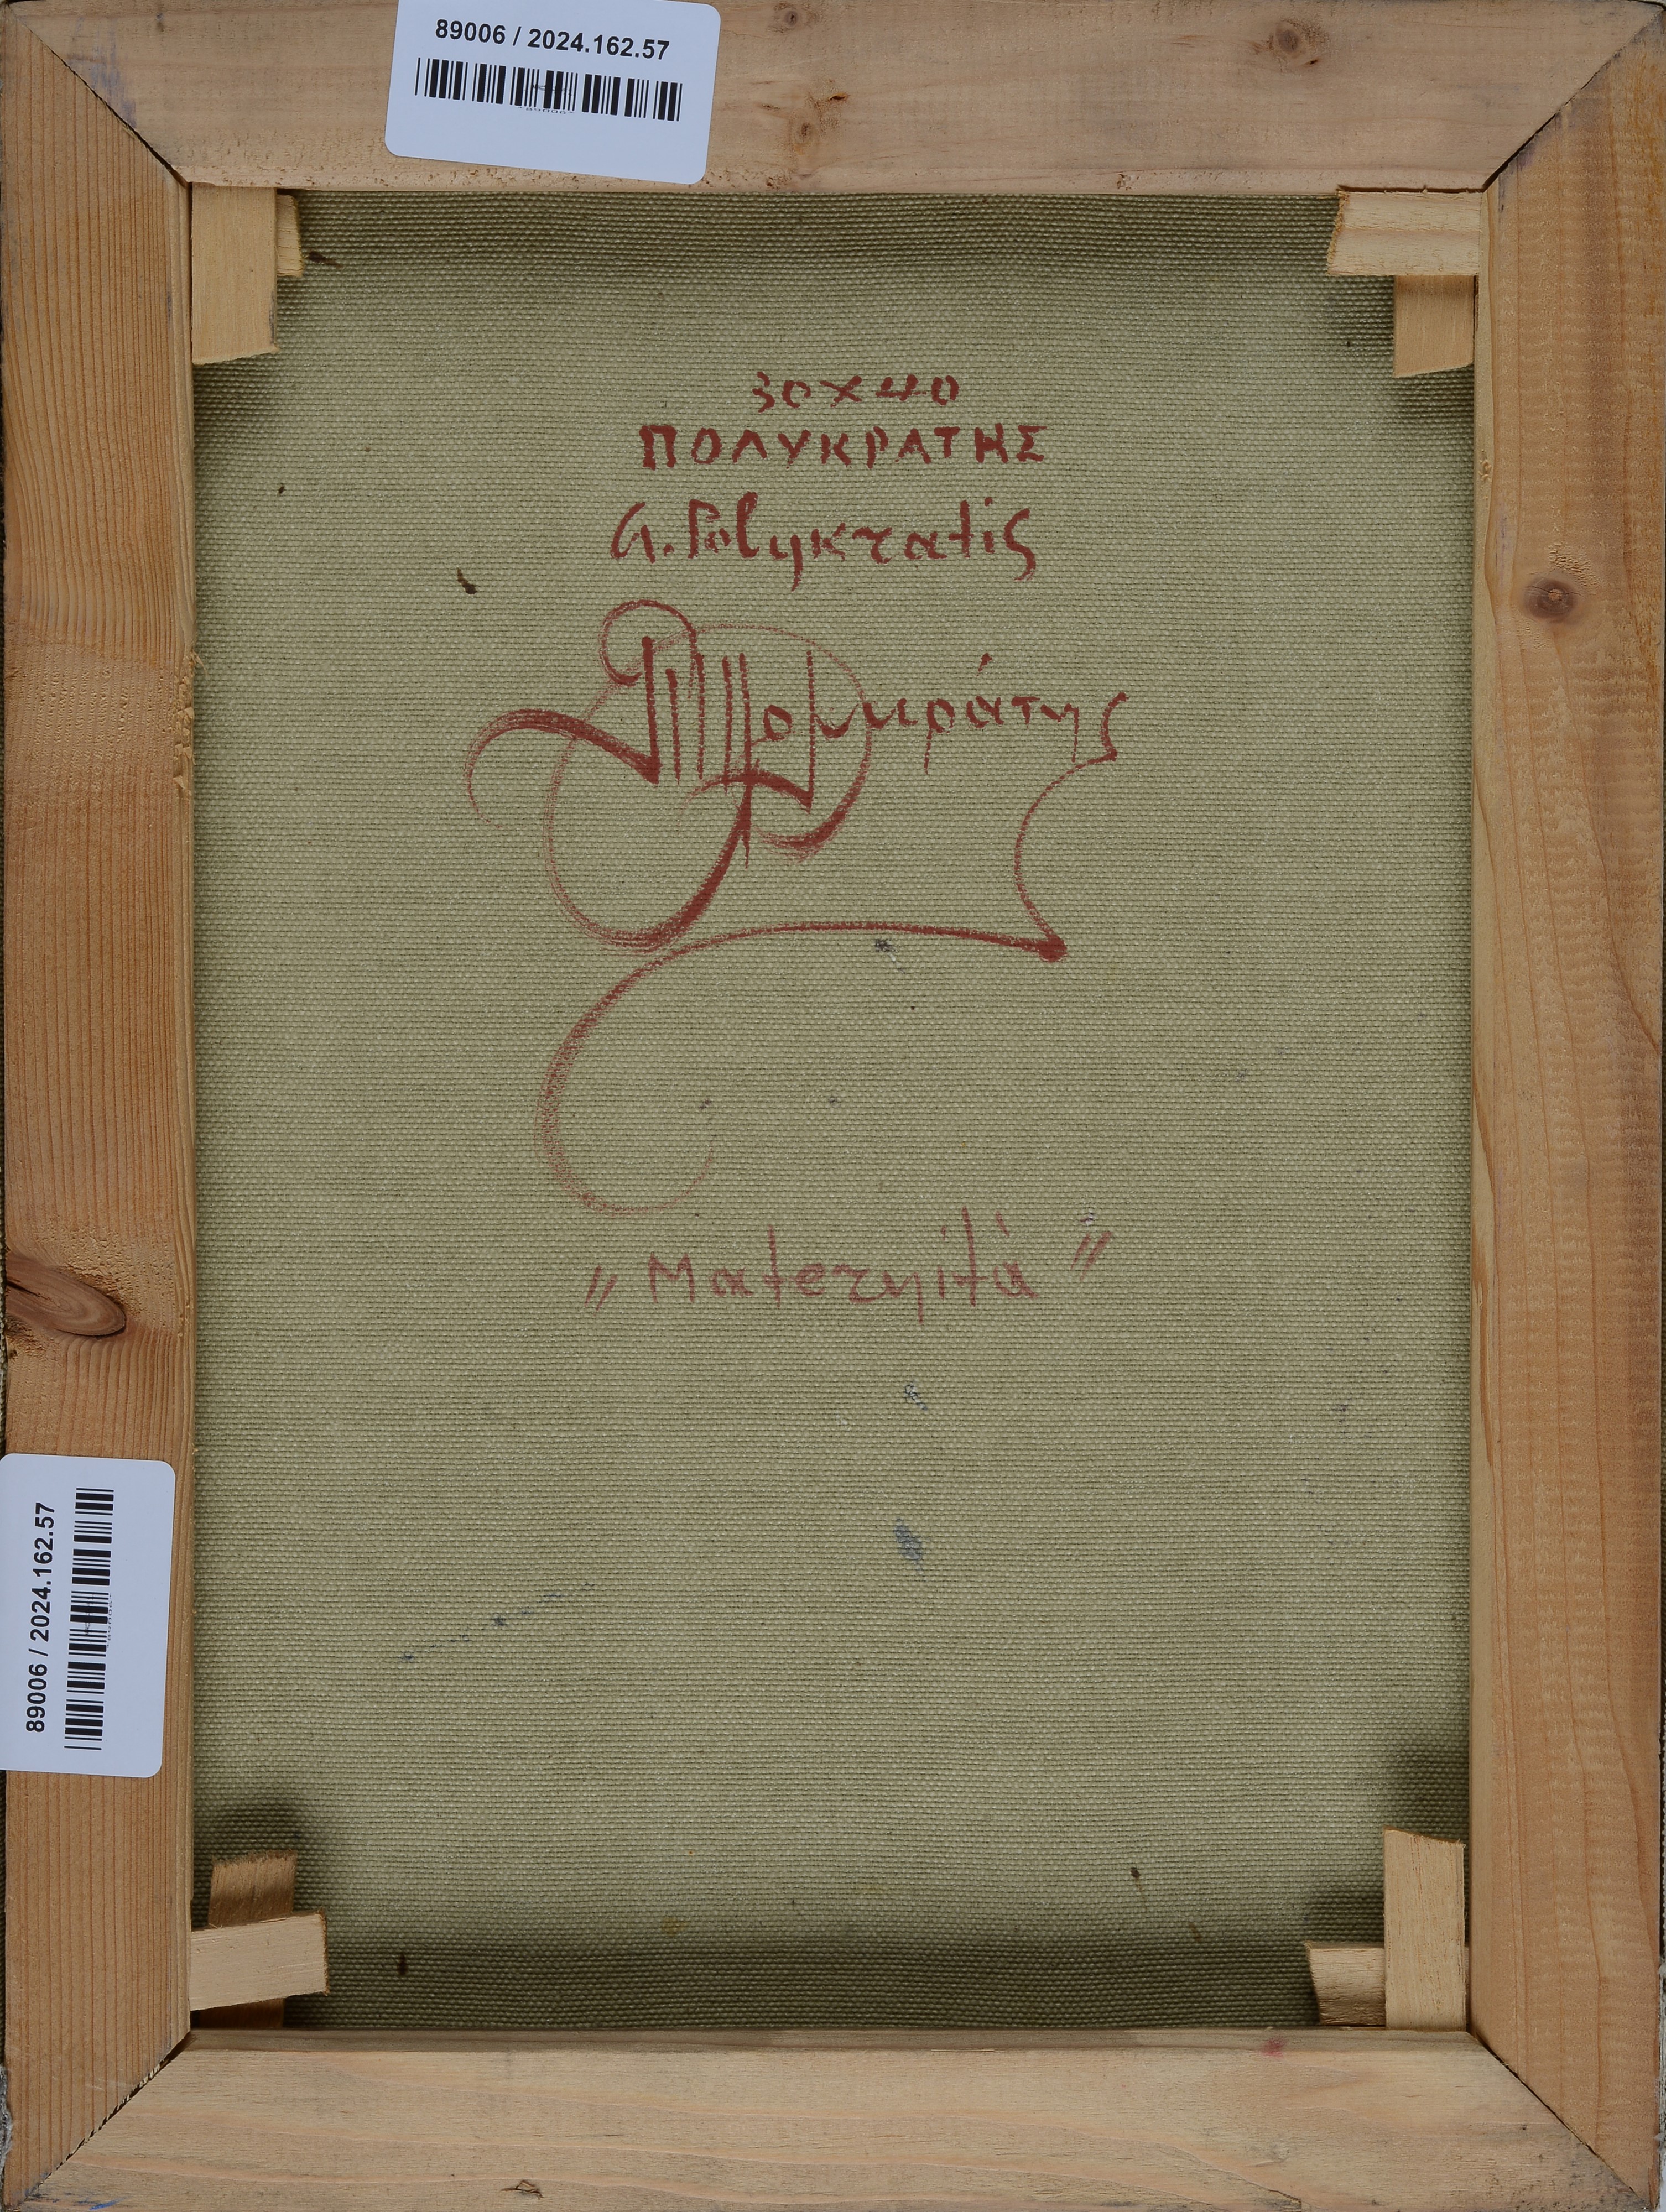 89006 / 2024.162.57
30X40
ΠΟΛΥΚΡΑΤΗΣ
G. Polykratis
Πολυκράτης
„Maternità”
89006 / 2024.162.57